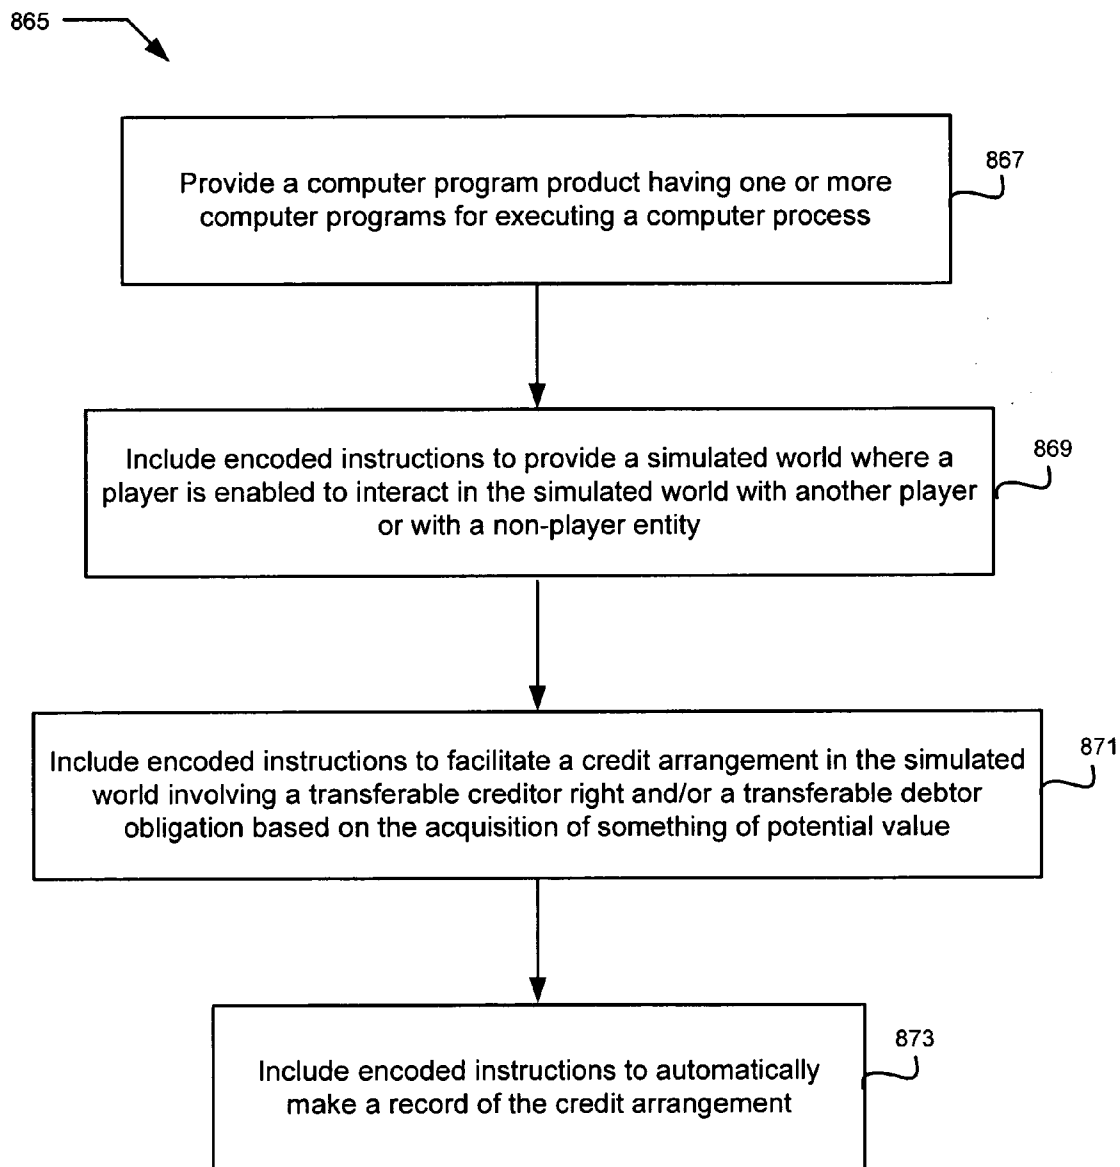 865
867
Provide a computer program product having one or more
computer programs for executing a computer process
869
Include encoded instructions to provide a simulated world where a
player is enabled to interact in the simulated world with another player
or with a non-player entity
871
Include encoded instructions to facilitate a credit arrangement in the simulated
world involving a transferable creditor right and/or a transferable debtor
obligation based on the acquisition of something of potential value
873
Include encoded instructions to automatically
make a record of the credit arrangement